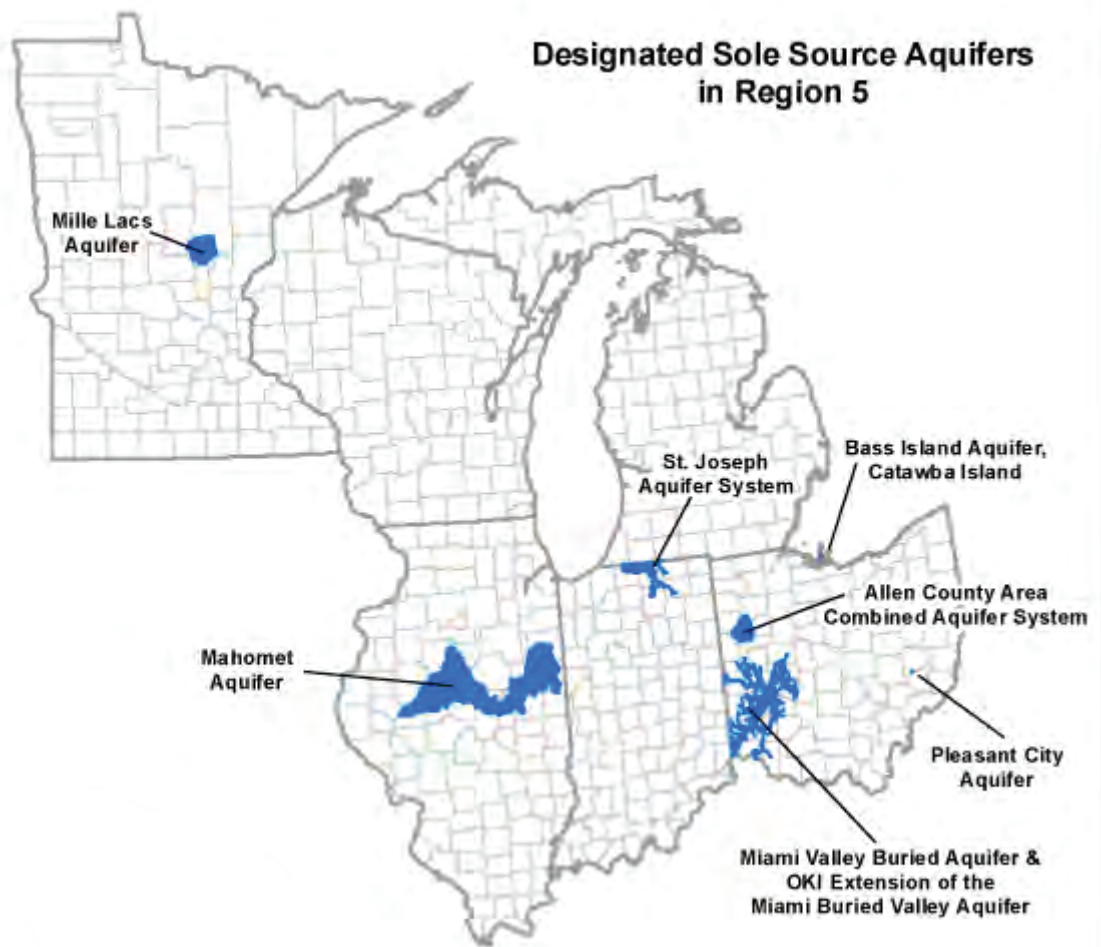 Designated Sole Source Aquifers
in Region 5
Mille Lacs
Aquifer
St. Joseph
Aquifer System
Bass Island Aquifer,
Catawba Island
Allen County Area
Combined Aquifer System
Mahomet
Aquifer
Pleasant City
Aquifer
Miami Valley Buried Aquifer &
OKI Extension of the
Miami Buried Valley Aquifer